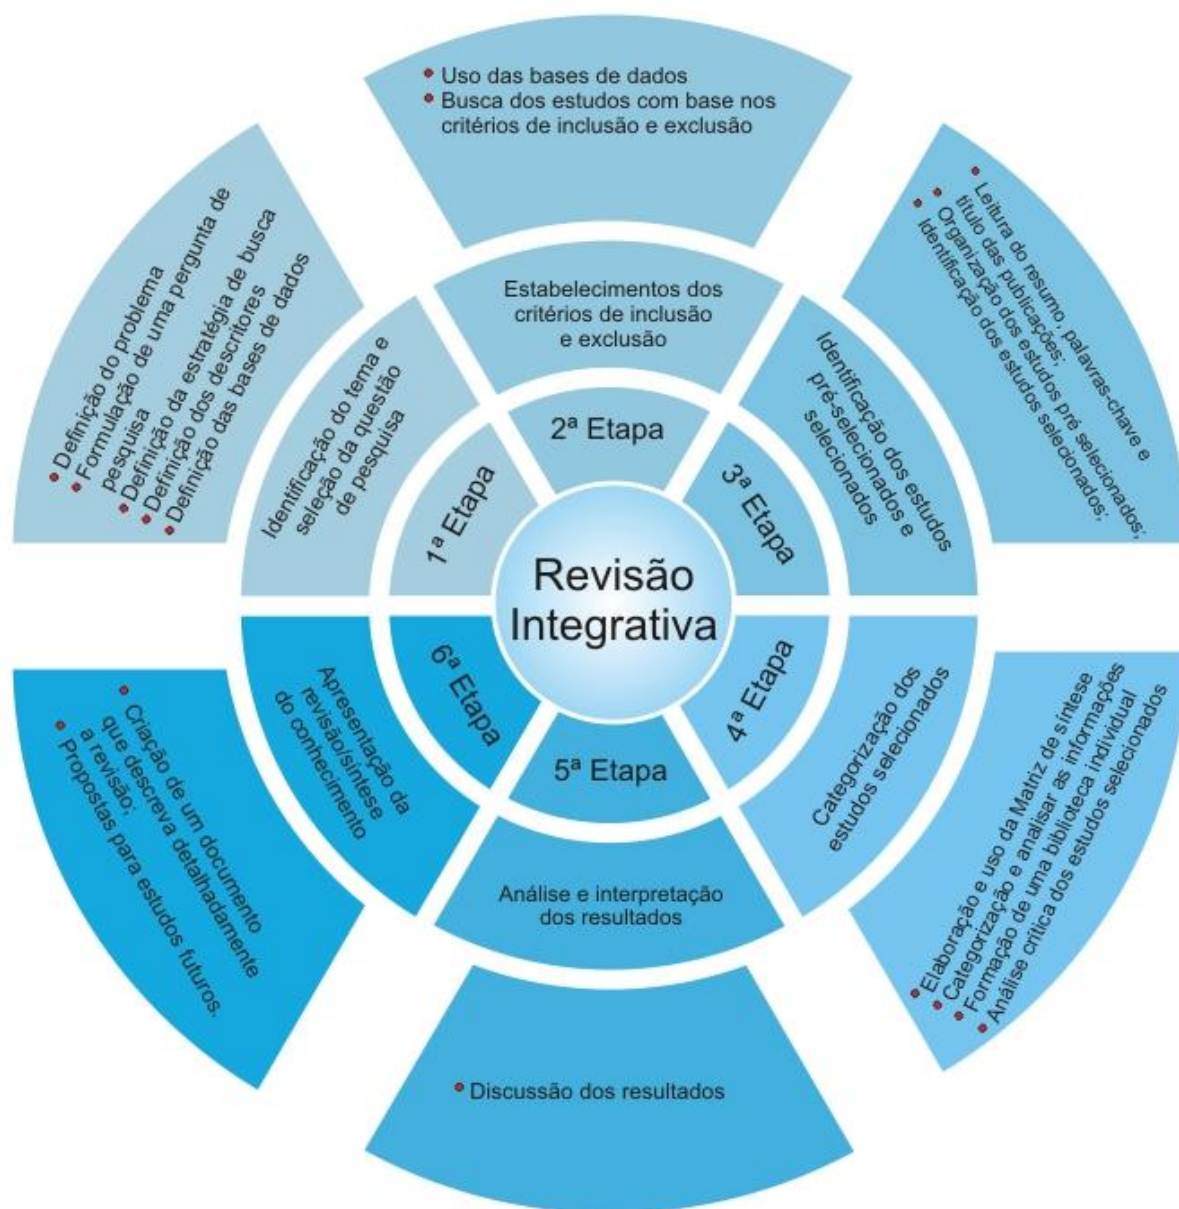 Revisão
Integrativa
1ª Etapa
Identificação do tema e
seleção da questão
de pesquisa
Definição do problema
Formulação de uma pergunta de
pesquisa
Definição da estratégia de busca
Definição dos descritores
Definição das bases de dados
2ª Etapa
Estabelecimentos dos
critérios de inclusão
e exclusão
Uso das bases de dados
Busca dos estudos com base nos
critérios de inclusão e exclusão
3ª Etapa
Identificação dos estudos
pré-selecionados e
selecionados
Leitura do resumo, palavras-chave e
título das publicações;
Organização dos estudos pré selecionados;
Identificação dos estudos selecionados;
4ª Etapa
Categorização dos
estudos selecionados
Elaboração e uso da Matriz de síntese
Categorização e analisar as informações
Formação de uma biblioteca individual
Análise critica dos estudos selecionados
5ª Etapa
Análise e interpretação
dos resultados
Discussão dos resultados
6ª Etapa
Apresentação da
revisão/síntese
do conhecimento
Criação de um documento
que descreva detalhadamente
a revisão;
Propostas para estudos futuros.